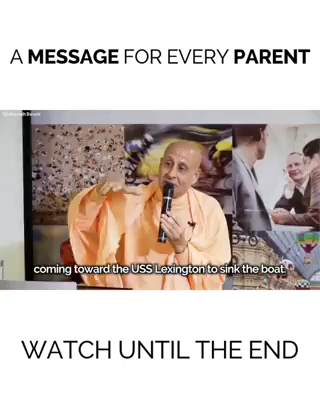 A MESSAGE FOR EVERY PARENT
coming toward the USS Lexington to sink the boat.
WATCH UNTIL THE END